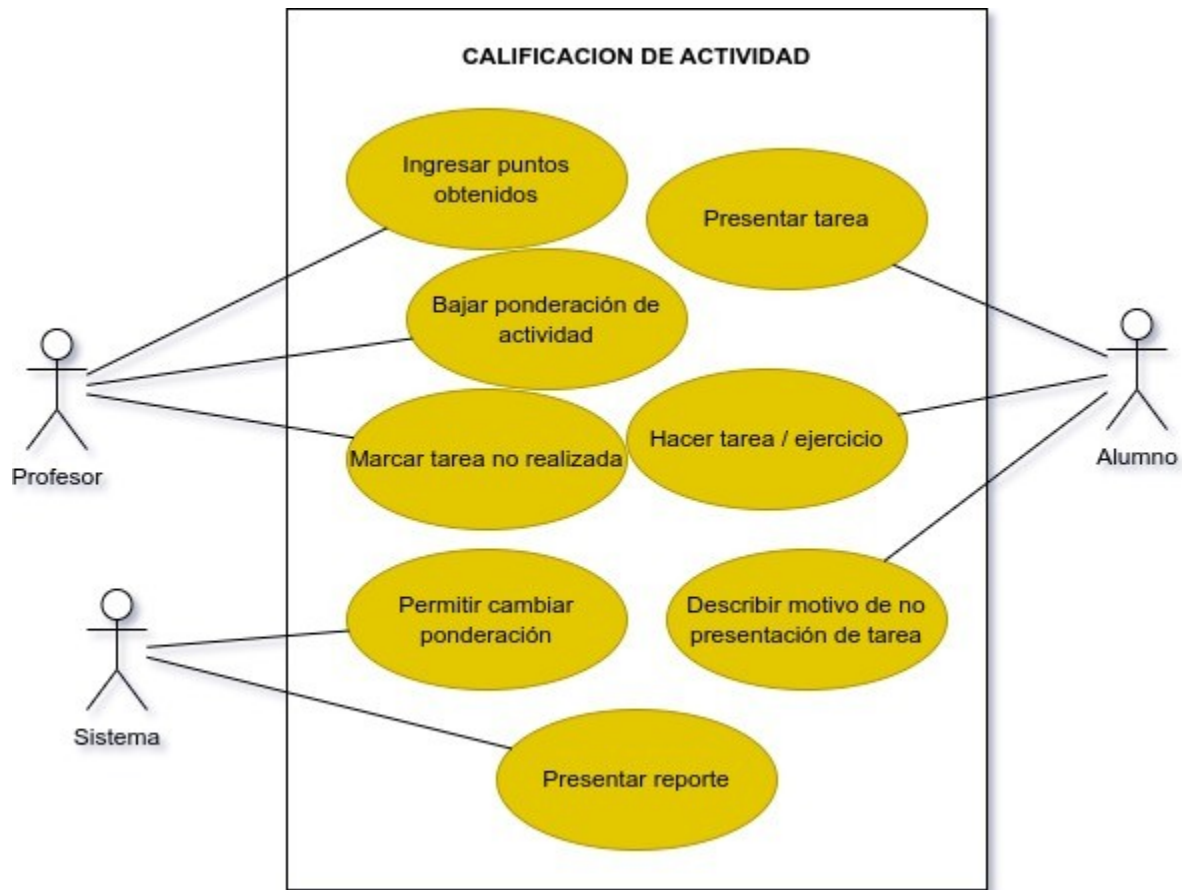 CALIFICACION DE ACTIVIDAD
Ingresar puntos
obtenidos
Presentar tarea
Bajar ponderación de
actividad
Marcar tarea no realizada
Hacer tarea / ejercicio
Profesor
Alumno
Permitir cambiar
ponderación
Describir motivo de no
presentación de tarea
Sistema
Presentar reporte